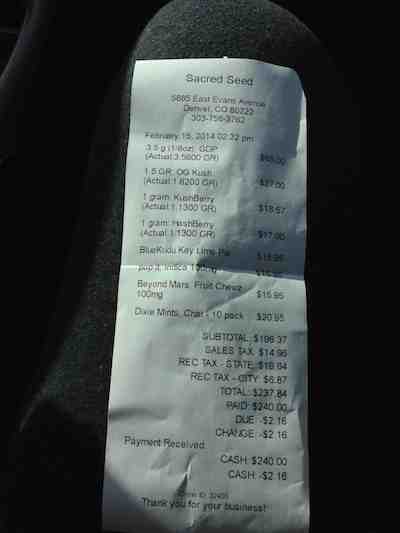 Sacred Seed
5885 East Evans Avenue
Denver, CO 80222
303-756-3762
February 15, 2014 02:22 pm
3.5 g (1/8oz) GDP
(Actual:3.5600 GR)
1.5 GR OG Kush
(Actual:1.6200 GR) $27.00
1 gram: KushBerry
(Actual:1.1300 GR) $18.67
1 gram: HashBerry
(Actual:1.1300 GR) $17.00
BlueKudu Key Lime Pie
Indica 100mg
Beyond Mars, Fruit Chewz
100mg $15.95
Dixie Mints, Chai - 10 pack $20.95
SUBTOTAL: $196.37
SALES TAX: $14.96
REC TAX - STATE: $19.64
REC TAX - CITY: $6.87
TOTAL: $237.84
PAID: $240.00
DUE: -$2.16
CHANGE: -$2.16
Payment Received:
CASH: $240.00
CASH: -$2.16
Order ID:
Thank you for your business!